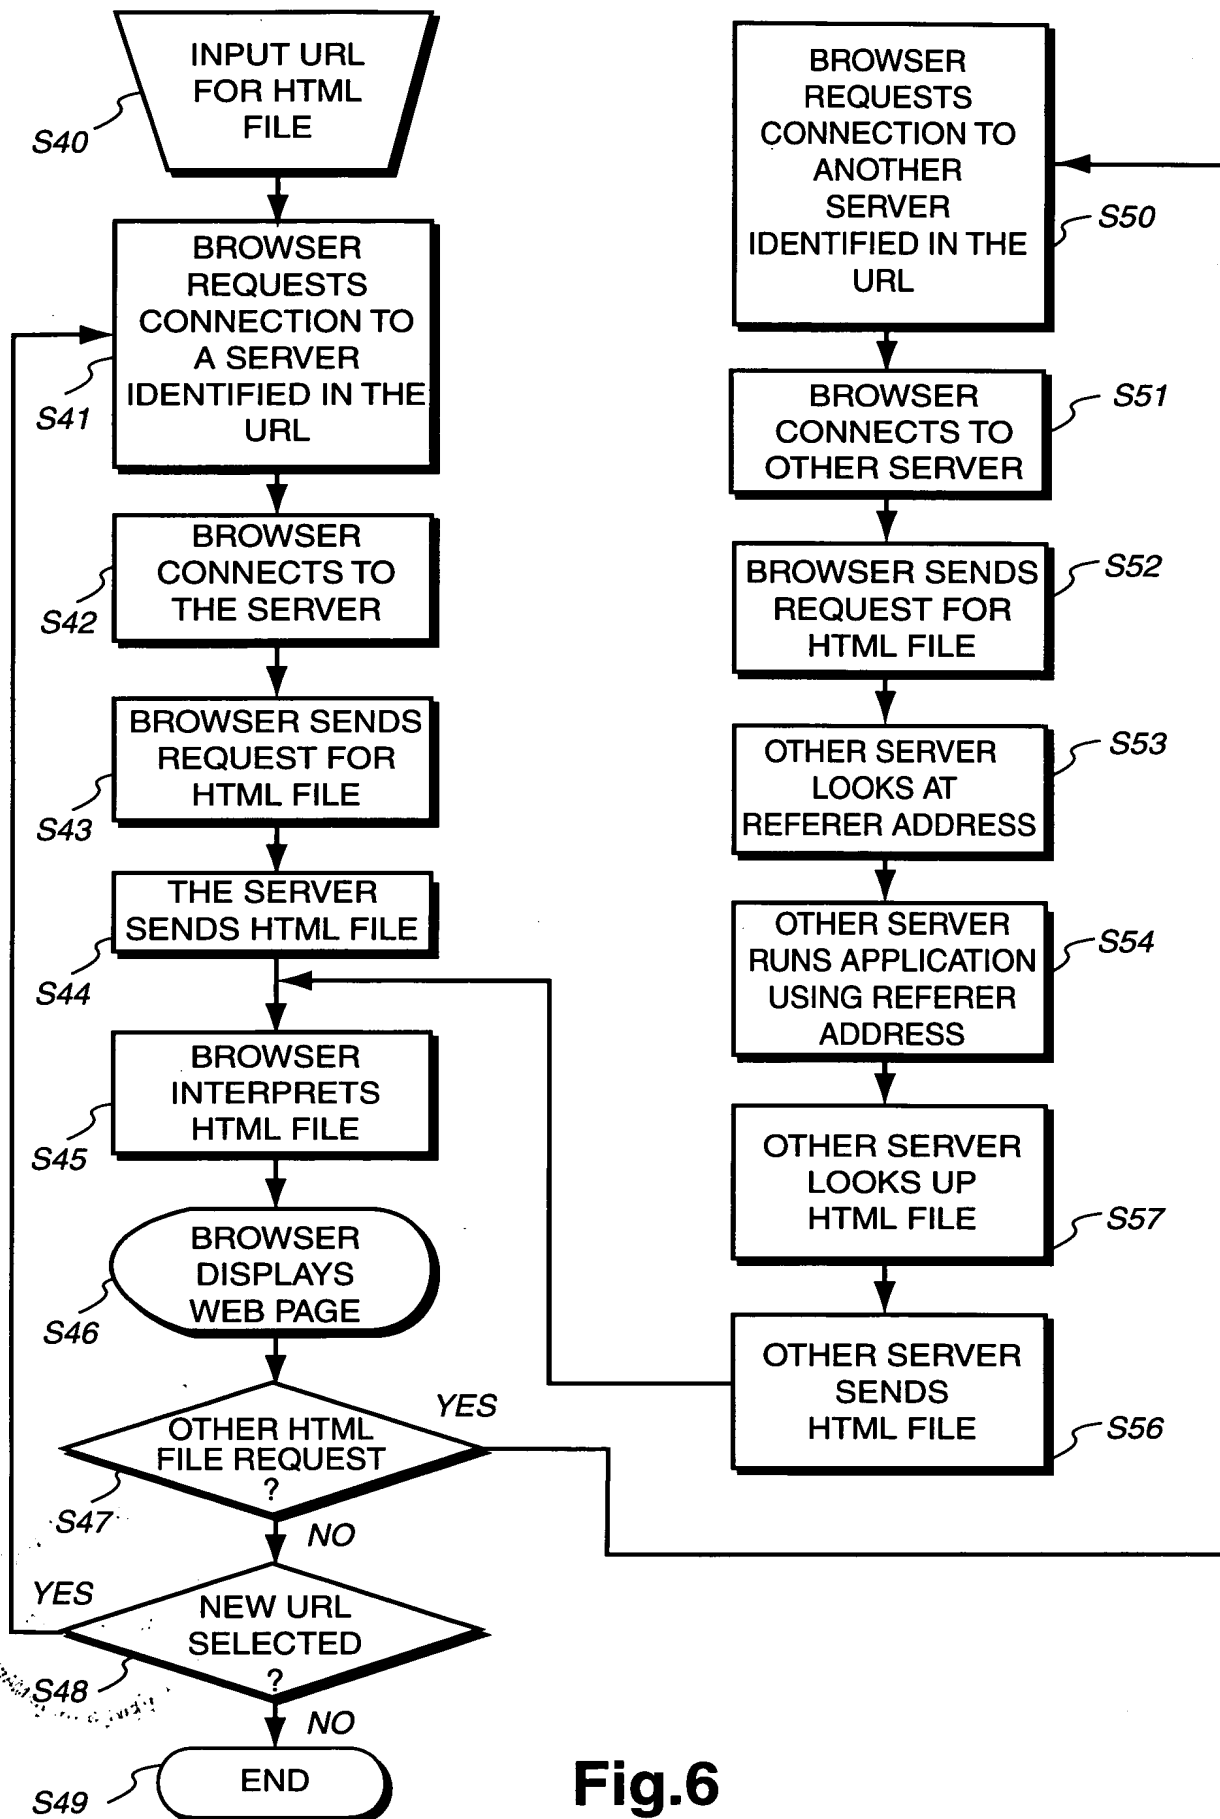 INPUT URL
FOR HTML
FILE
S40
BROWSER
REQUESTS
CONNECTION TO
A SERVER
IDENTIFIED IN THE
URL
S41
BROWSER
CONNECTS TO
THE SERVER
S42
BROWSER SENDS
REQUEST FOR
HTML FILE
S43
THE SERVER
SENDS HTML FILE
S44
BROWSER
INTERPRETS
HTML FILE
S45
BROWSER
DISPLAYS
WEB PAGE
S46
OTHER HTML
FILE REQUEST
?
YES
S47
NO
YES
NEW URL
SELECTED
?
S48
NO
END
S49
BROWSER
REQUESTS
CONNECTION TO
ANOTHER
SERVER
IDENTIFIED IN THE
URL
S50
BROWSER
CONNECTS TO
OTHER SERVER
S51
BROWSER SENDS
REQUEST FOR
HTML FILE
S52
OTHER SERVER
LOOKS AT
REFERER ADDRESS
S53
OTHER SERVER
RUNS APPLICATION
USING REFERER
ADDRESS
S54
OTHER SERVER
LOOKS UP
HTML FILE
S57
OTHER SERVER
SENDS
HTML FILE
S56
Fig.6